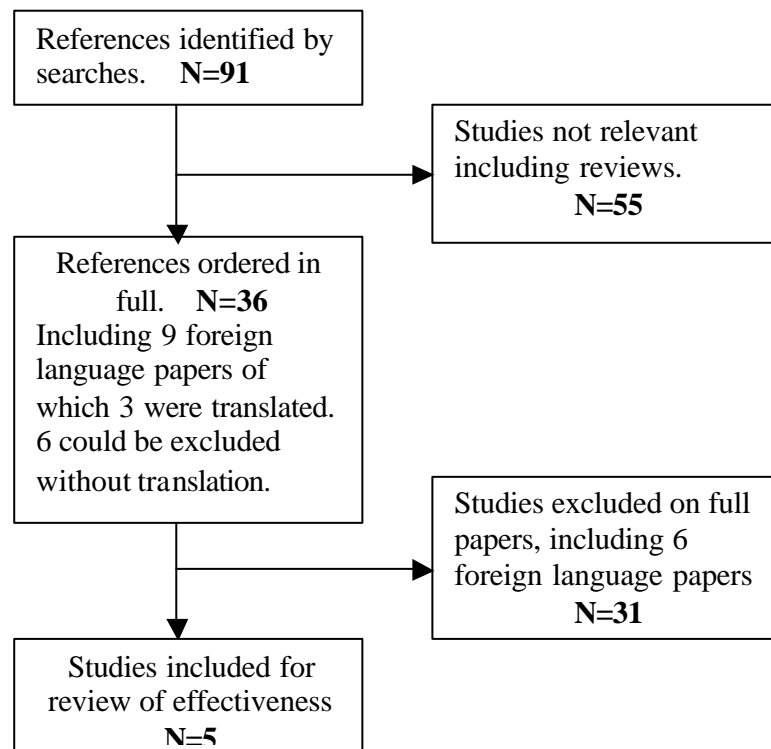 References identified by
searches. N=91
Studies not relevant
including reviews.
N=55
References ordered in
full. N=36
Including 9 foreign
language papers of
which 3 were translated.
6 could be excluded
without translation.
Studies excluded on full
papers, including 6
foreign language papers
N=31
Studies included for
review of effectiveness
N=5